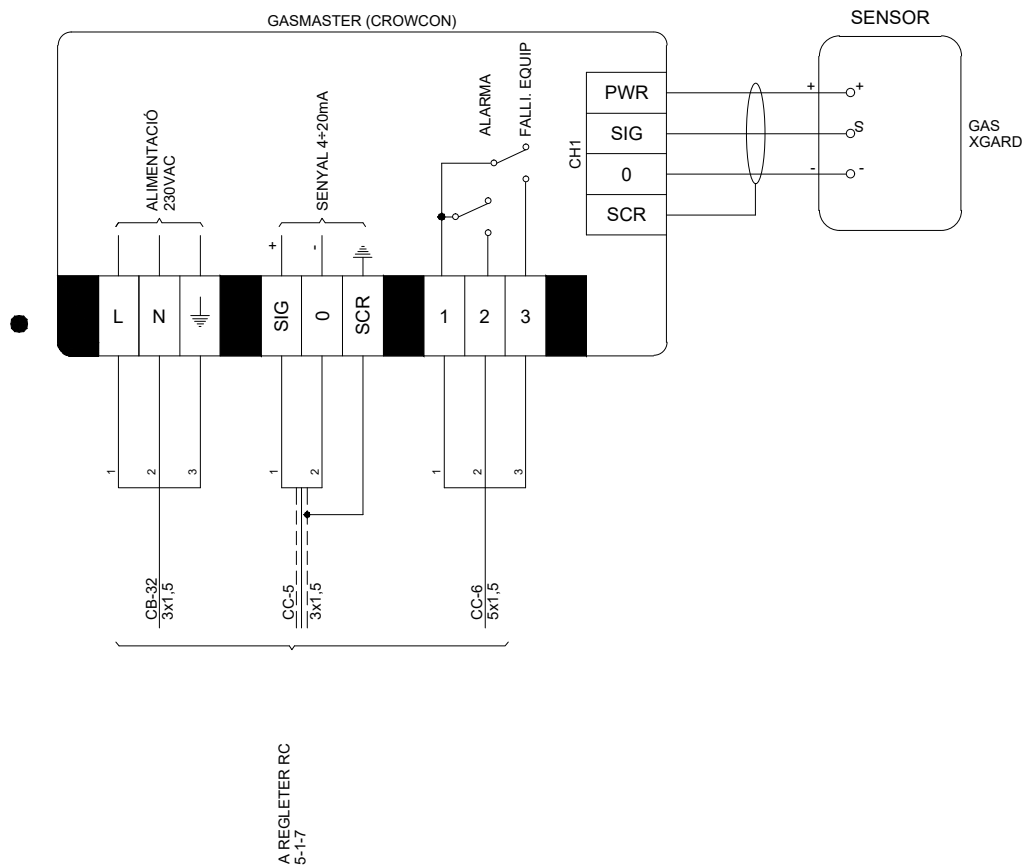 GASMASTER (CROWCON)
SENSOR
ALIMENTACIÓ
230VAC
SENYAL 4÷20mA
ALARMA
FALLI. EQUIP
CH1
PWR
SIG
0
SCR
+ +
S
- -
GAS
XGARD
+ -
L N SIG 0 SCR 1 2 3
1 2 3 1 2 1 2 3
CB-32
3x1,5
CC-5
3x1,5
CC-6
5x1,5
A REGLETER RC
5-1-7